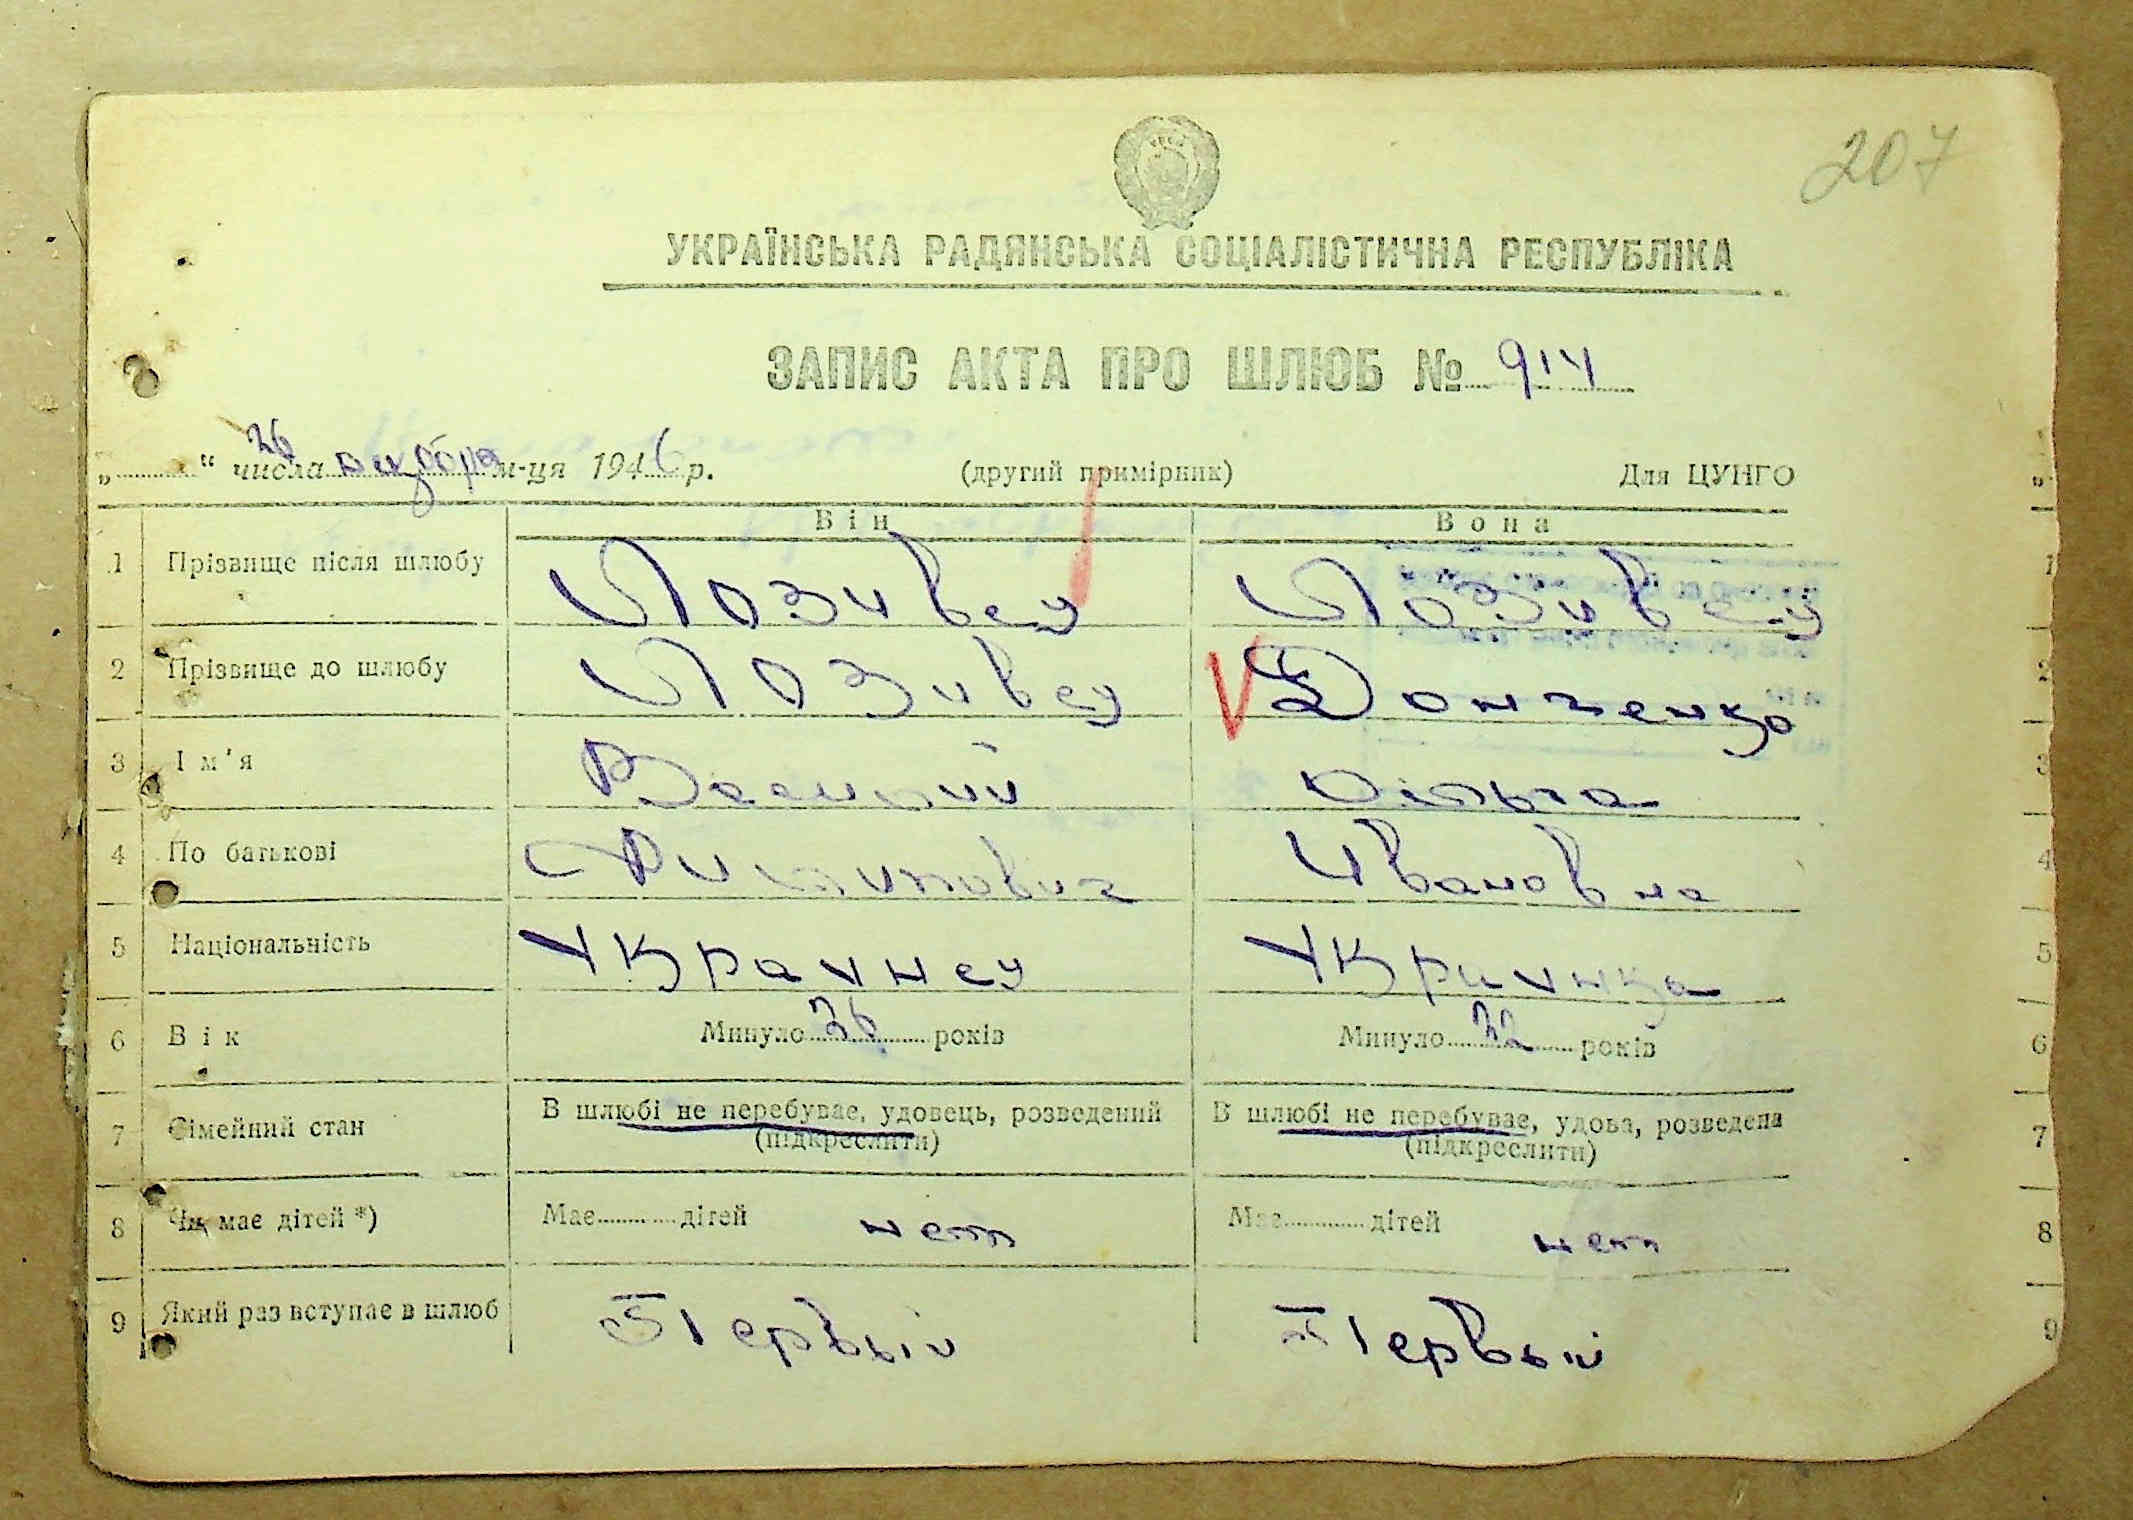 207
УКРАЇНСЬКА РАДЯНСЬКА СОЦІАЛІСТИЧНА РЕСПУБЛІКА
ЗАПИС АКТА ПРО ШЛЮБ № 914
„ “ 26 числа октября м-ця 1946 р. (другий примірник) Для ЦУНГО „
Він Вона
1 Прізвище після шлюбу Лозивец Лозивец 1
2 Прізвище до шлюбу Лозивец Донченко 2
3 Ім'я Василий Ольга 3
4 По батькові Филипович Ивановна 4
5 Національність Украинец Украинка 5
6 Вік Минуло 26 років Минуло 22 років 6
7 Сімейний стан В шлюбі не перебуває, удовець, розведений (підкреслити) В шлюбі не перебуває, удова, розведена (підкреслити) 7
8 Чи має дітей *) Має дітей нет Має дітей нет 8
9 Який раз вступає в шлюб Первый Первый 9